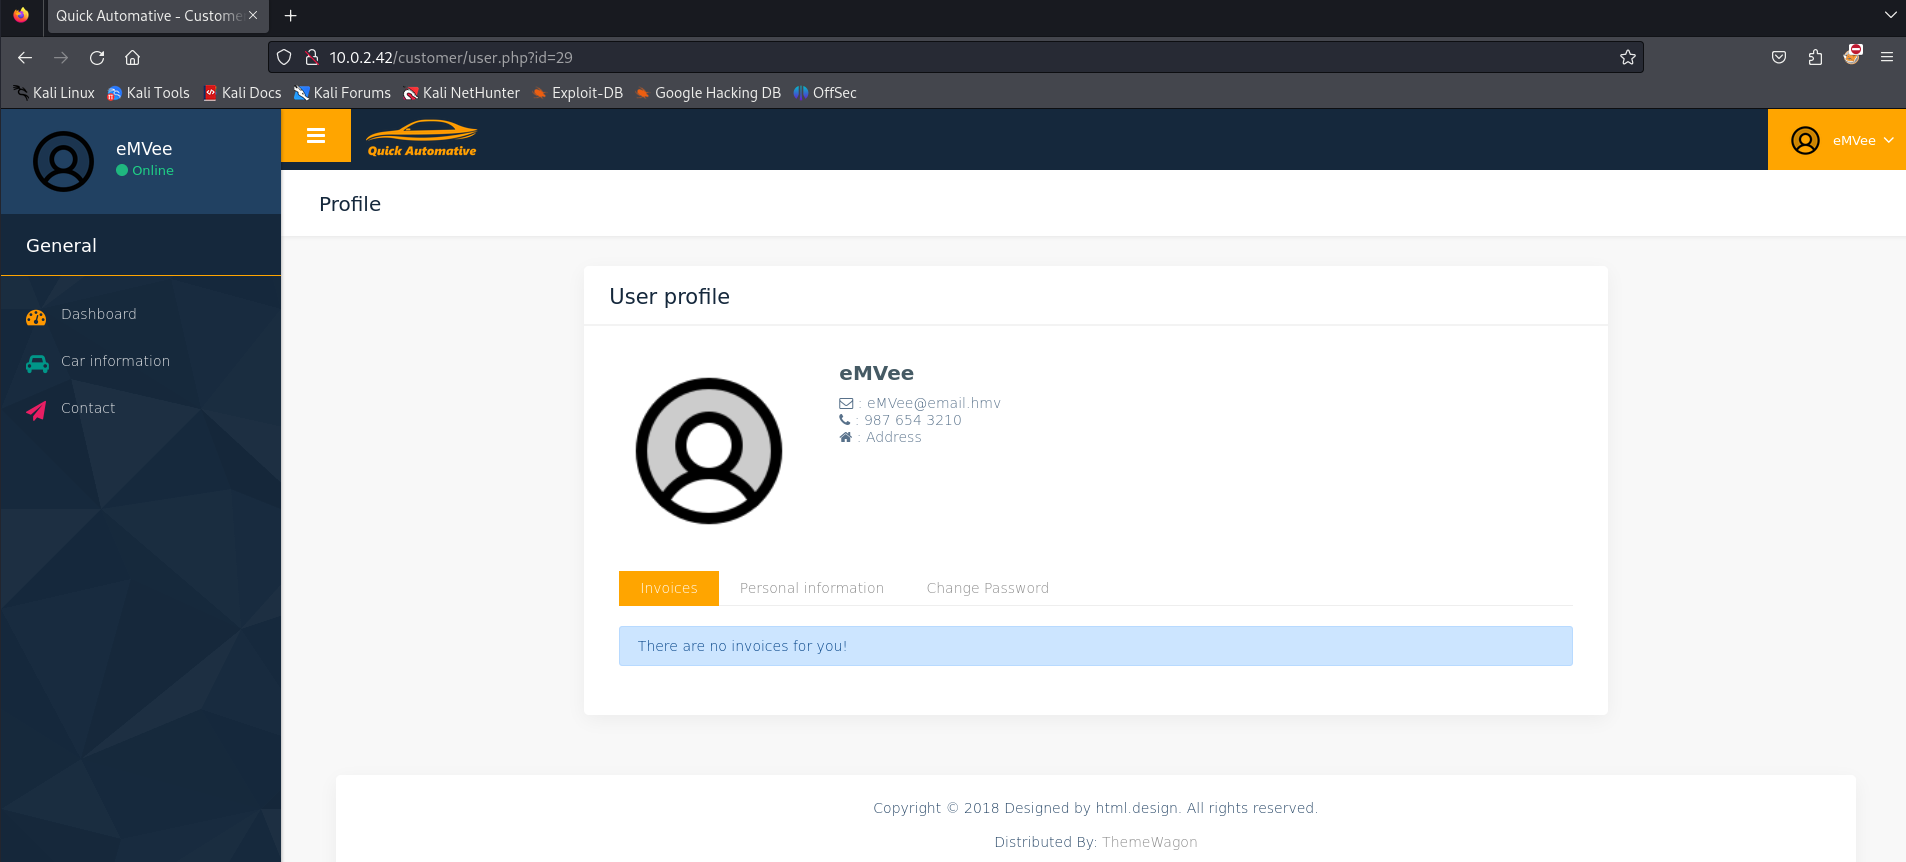 Quick Automative - Custome
10.0.2.42/customer/user.php?id=29
Kali Linux Kali Tools Kali Docs Kali Forums Kali NetHunter Exploit-DB Google Hacking DB OffSec
eMVee
Online
Quick Automative
eMVee
Profile
General
Dashboard
Car information
Contact
User profile
eMVee
: eMVee@email.hmv
: 987 654 3210
: Address
Invoices Personal information Change Password
There are no invoices for you!
Copyright © 2018 Designed by html.design. All rights reserved.
Distributed By: ThemeWagon